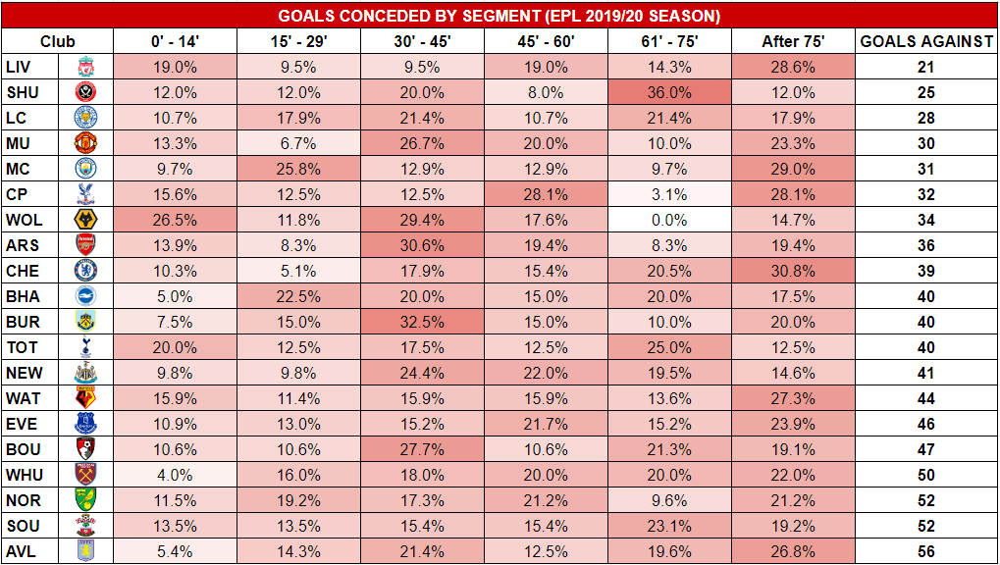 GOALS CONCEDED BY SEGMENT (EPL 2019/20 SEASON)
Club 0' - 14' 15' - 29' 30' - 45' 45' - 60' 61' - 75' After 75' GOALS AGAINST
LIV 19.0% 9.5% 9.5% 19.0% 14.3% 28.6% 21
SHU 12.0% 12.0% 20.0% 8.0% 36.0% 12.0% 25
LC 10.7% 17.9% 21.4% 10.7% 21.4% 17.9% 28
MU 13.3% 6.7% 26.7% 20.0% 10.0% 23.3% 30
MC 9.7% 25.8% 12.9% 12.9% 9.7% 29.0% 31
CP 15.6% 12.5% 12.5% 28.1% 3.1% 28.1% 32
WOL 26.5% 11.8% 29.4% 17.6% 0.0% 14.7% 34
ARS 13.9% 8.3% 30.6% 19.4% 8.3% 19.4% 36
CHE 10.3% 5.1% 17.9% 15.4% 20.5% 30.8% 39
BHA 5.0% 22.5% 20.0% 15.0% 20.0% 17.5% 40
BUR 7.5% 15.0% 32.5% 15.0% 10.0% 20.0% 40
TOT 20.0% 12.5% 17.5% 12.5% 25.0% 12.5% 40
NEW 9.8% 9.8% 24.4% 22.0% 19.5% 14.6% 41
WAT 15.9% 11.4% 15.9% 15.9% 13.6% 27.3% 44
EVE 10.9% 13.0% 15.2% 21.7% 15.2% 23.9% 46
BOU 10.6% 10.6% 27.7% 10.6% 21.3% 19.1% 47
WHU 4.0% 16.0% 18.0% 20.0% 20.0% 22.0% 50
NOR 11.5% 19.2% 17.3% 21.2% 9.6% 21.2% 52
SOU 13.5% 13.5% 15.4% 15.4% 23.1% 19.2% 52
AVL 5.4% 14.3% 21.4% 12.5% 19.6% 26.8% 56